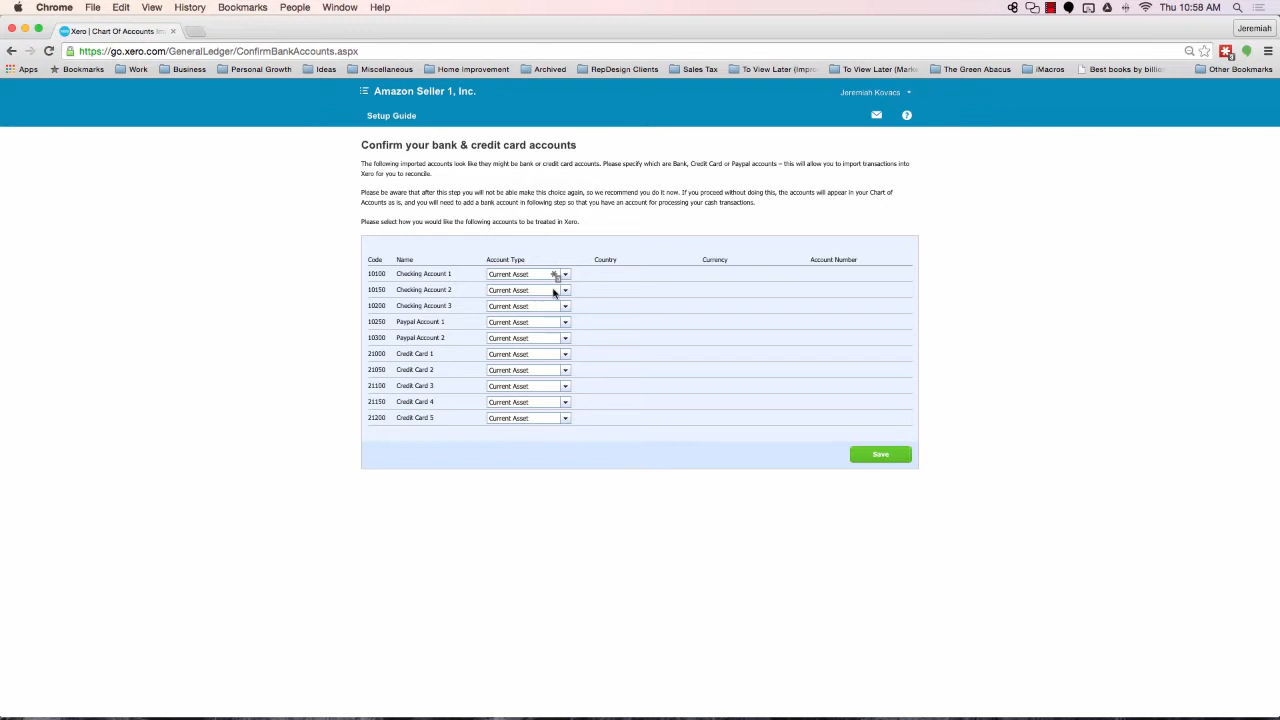 Chrome File Edit View History Bookmarks People Window Help Thu 10:58 AM
Xero | Chart Of Accounts Im
Jeremiah
https://go.xero.com/GeneralLedger/ConfirmBankAccounts.aspx
Apps Bookmarks Work Business Personal Growth Ideas Miscellaneous Home Improvement Archived RepDesign Clients Sales Tax To View Later (Impro To View Later (Mark The Green Abacus iMacros Best books by billio Other Bookmarks
Amazon Seller 1, Inc. Jeremiah Kovacs
Setup Guide
Confirm your bank & credit card accounts
The following imported accounts look like they might be bank or credit card accounts. Please specify which are Bank, Credit Card or Paypal accounts – this will allow you to import transactions into
Xero for you to reconcile.
Please be aware that after this step you will not be able make this choice again, so we recommend you do it now. If you proceed without doing this, the accounts will appear in your Chart of
Accounts as is, and you will need to add a bank account in following step so that you have an account for processing your cash transactions.
Please select how you would like the following accounts to be treated in Xero.
Code Name Account Type Country Currency Account Number
10100 Checking Account 1 Current Asset
10150 Checking Account 2 Current Asset
10200 Checking Account 3 Current Asset
10250 Paypal Account 1 Current Asset
10300 Paypal Account 2 Current Asset
21000 Credit Card 1 Current Asset
21050 Credit Card 2 Current Asset
21100 Credit Card 3 Current Asset
21150 Credit Card 4 Current Asset
21200 Credit Card 5 Current Asset
Save